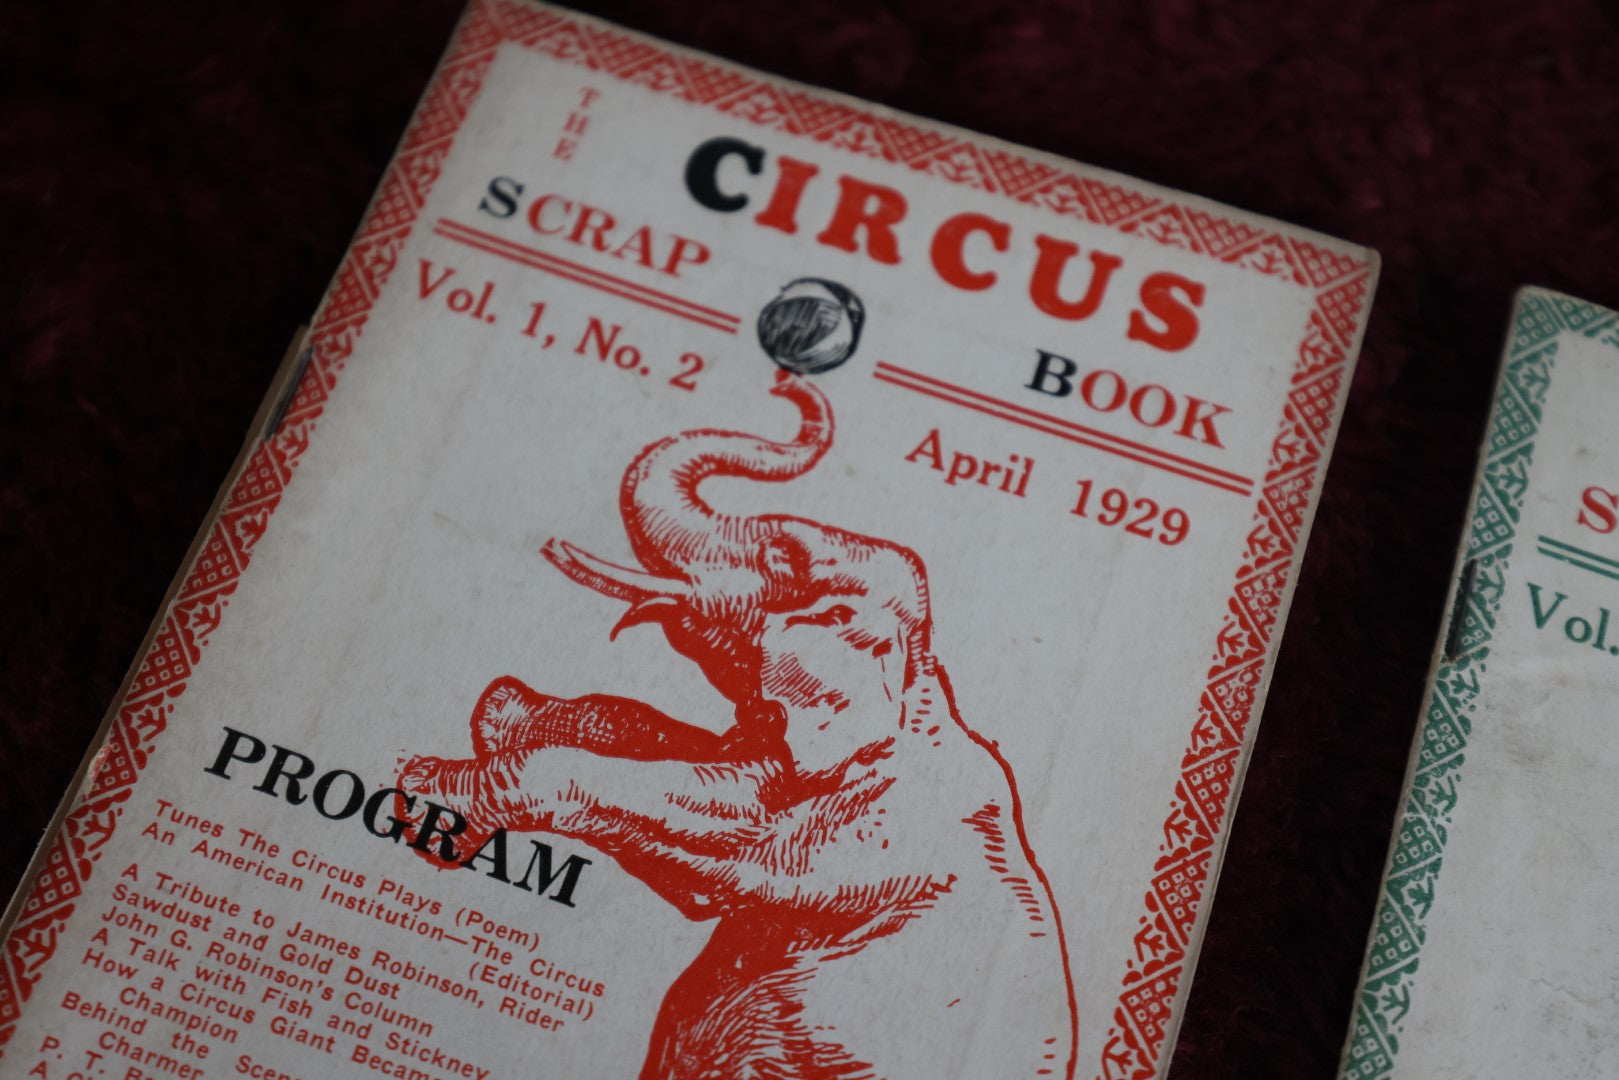 THE
CIRCUS
SCRAP
BOOK
Vol. 1, No. 2
April 1929
PROGRAM
Tunes The Circus Plays (Poem)
An American Institution—The Circus
(Editorial)
A Tribute to James Robinson, Rider
Sawdust and Gold Dust
John G. Robinson's Column
A Talk with Fish and Stickney
How a Circus Giant Became
Champion
Behind the
Charmer
P. T.
A
S
Vol.